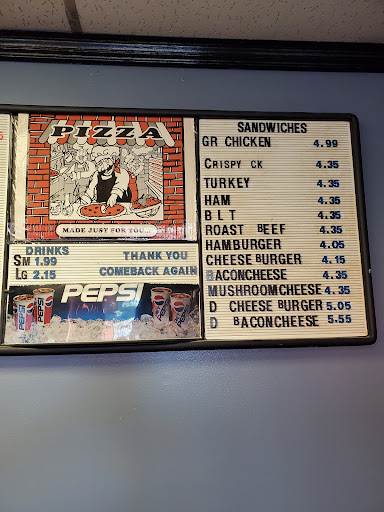 PIZZA
MADE JUST FOR YOU...
DRINKS
SM 1.99
LG 2.15
THANK YOU
COMEBACK AGAIN
PEPSI
SANDWICHES
GR CHICKEN 4.99
CRISPY CK 4.35
TURKEY 4.35
HAM 4.35
B L T 4.35
ROAST BEEF 4.35
HAMBURGER 4.05
CHEESE BURGER 4.15
BACONCHEESE 4.35
MUSHROOMCHEESE 4.35
D CHEESE BURGER 5.05
D BACONCHEESE 5.55